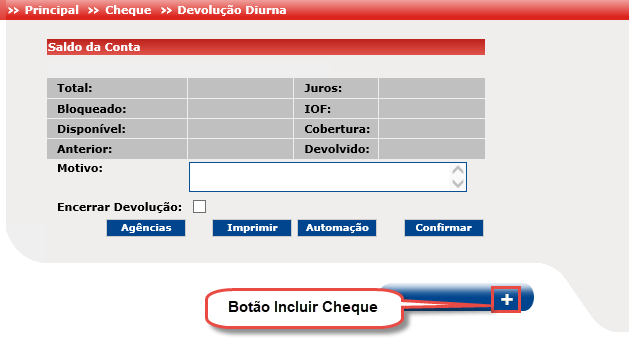 >> Principal >> Cheque >> Devolução Diurna
Saldo da Conta
Total: Juros:
Bloqueado: IOF:
Disponível: Cobertura:
Anterior: Devolvido:
Motivo:
Encerrar Devolução:
Agências Imprimir Automação Confirmar
Botão Incluir Cheque